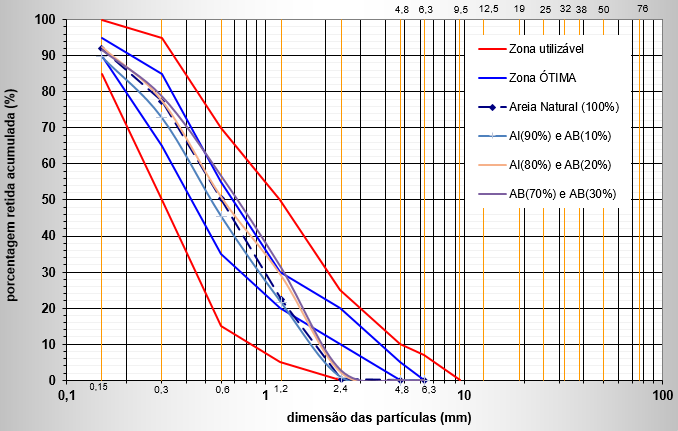 4,8 6,3 9,5 12,5 19 25 32 38 50 76
100
90
80
70
60
50
40
30
20
10
0
porcentagem retida acumulada (%)
Zona utilizável
Zona ÓTIMA
Areia Natural (100%)
AI(90%) e AB(10%)
AI(80%) e AB(20%)
AB(70%) e AB(30%)
0,15 0,3 0,6 1,2 2,4 4,8 6,3
0,1 1 10 100
dimensão das partículas (mm)